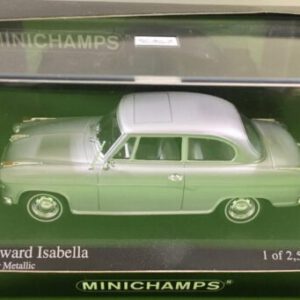 MINICHAMPS
ward Isabella
Metallic
1 of 2,5
MINICHAMPS